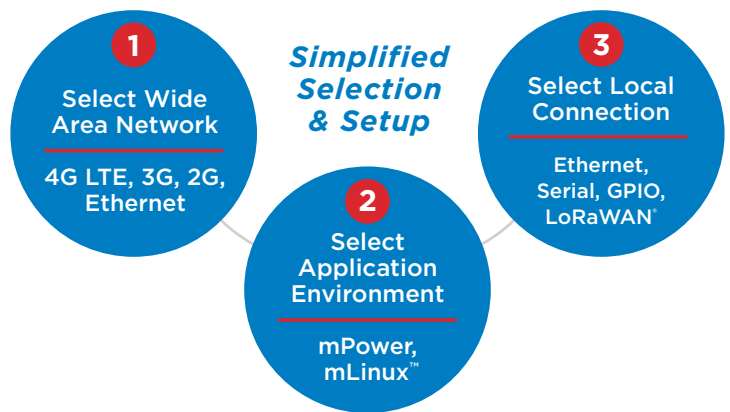 1
Select Wide
Area Network
4G LTE, 3G, 2G,
Ethernet
Simplified
Selection
& Setup
2
Select
Application
Environment
mPower,
mLinux™
3
Select Local
Connection
Ethernet,
Serial, GPIO,
LoRaWAN®